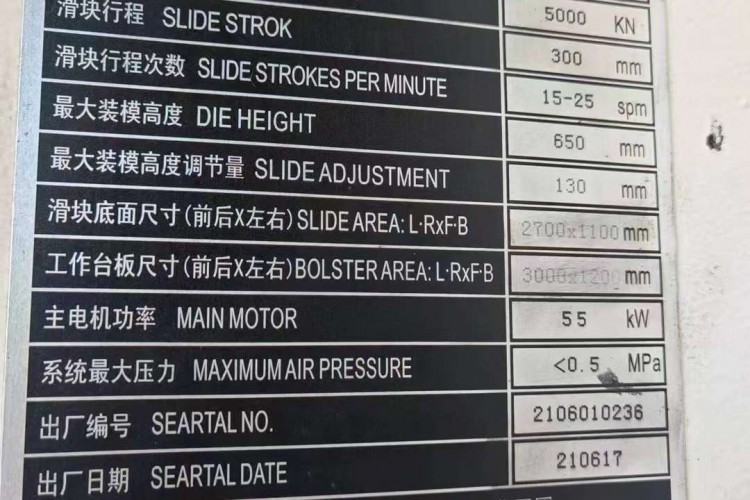 5000 KN
滑块行程 SLIDE STROK 300 mm
滑块行程次数 SLIDE STROKES PER MINUTE 15-25 spm
最大装模高度 DIE HEIGHT 650 mm
最大装模高度调节量 SLIDE ADJUSTMENT 130 mm
滑块底面尺寸(前后X左右) SLIDE AREA: L·RxF·B 2700x1100 mm
工作台板尺寸(前后X左右) BOLSTER AREA: L·RxF·B 3000x1200 mm
主电机功率 MAIN MOTOR 55 kW
系统最大压力 MAXIMUM AIR PRESSURE <0.5 MPa
出厂编号 SEARTAL NO. 2106010236
出厂日期 SEARTAL DATE 210617